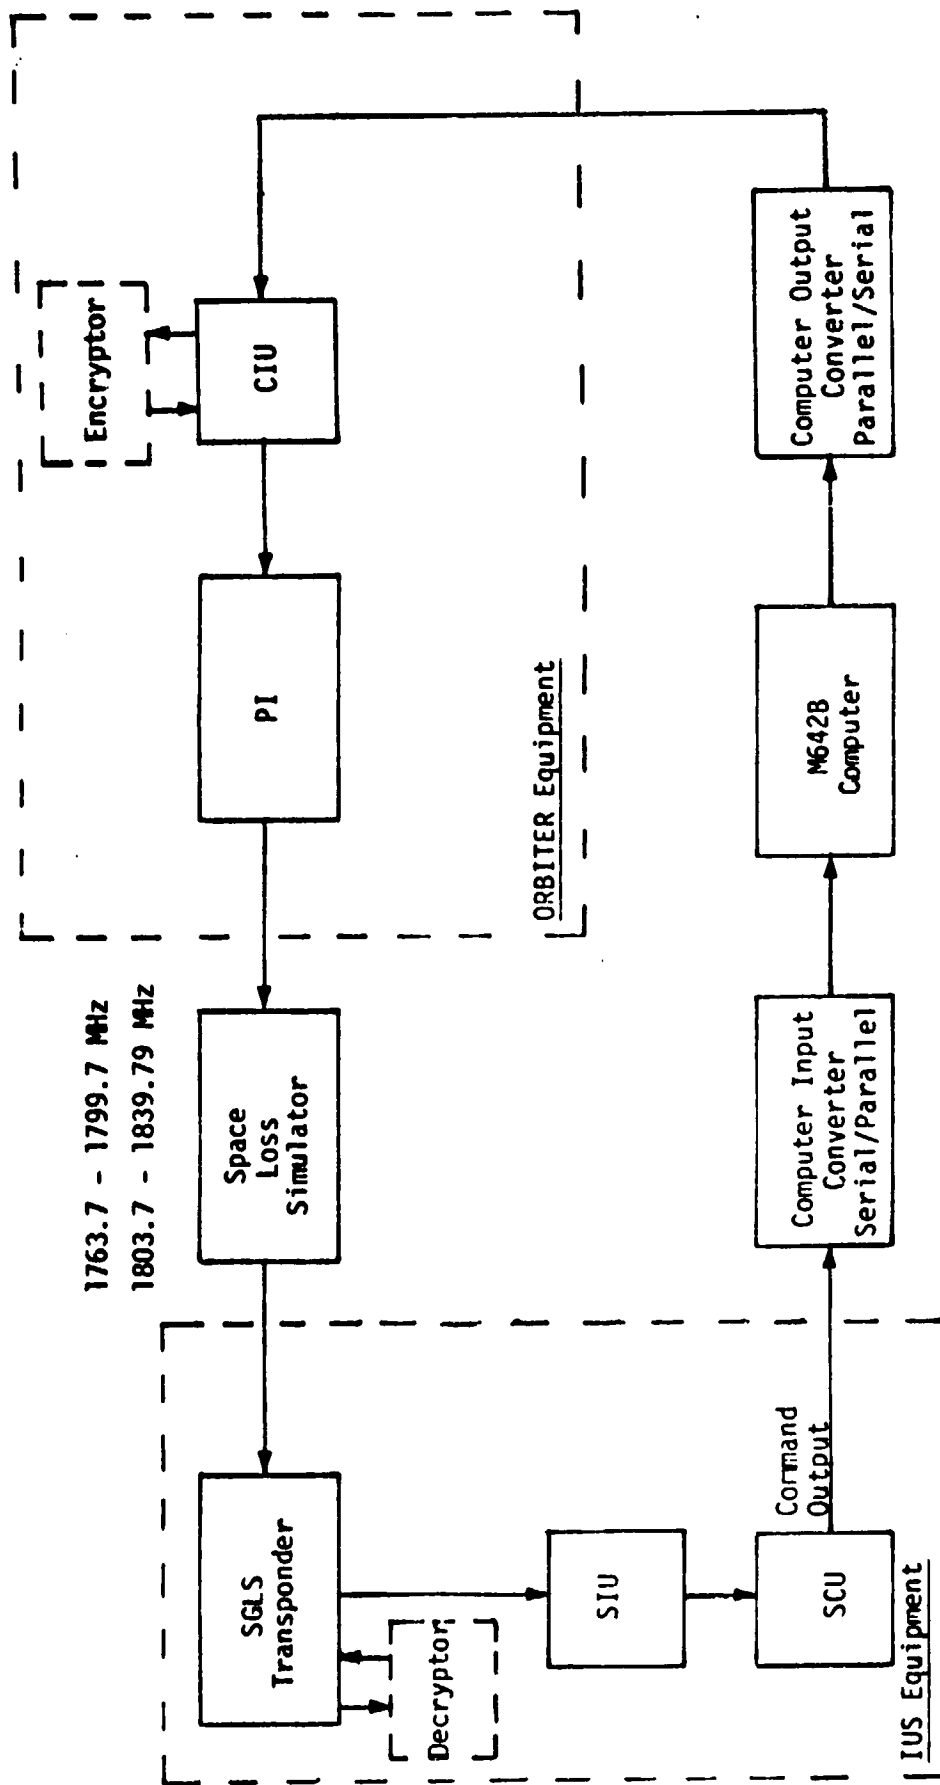 1763.7 - 1799.7 MHz
1803.7 - 1839.79 MHz
SGLS
Transponder
Space
Loss
Simulator
PI
CIU
Encryptor
Decryptor
SIU
ORBITER Equipment
SCU
Command
Output
Computer Input
Converter
Serial/Parallel
M642B
Computer
Computer Output
Converter
Parallel/Serial
IUS Equipment